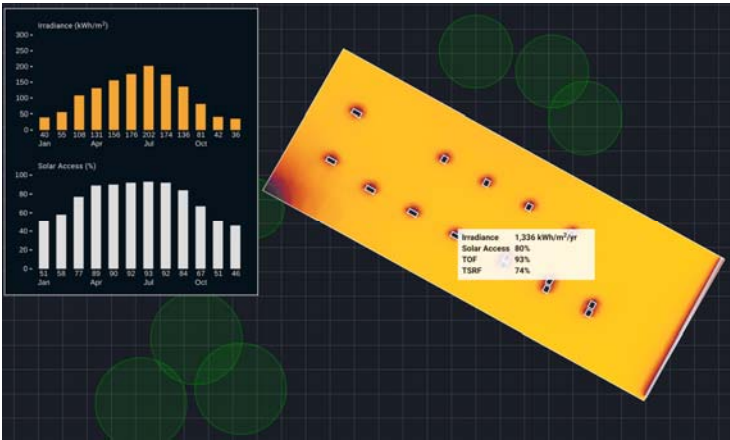 Irradiance (kWh/m²)
300
250
200
150
100
50
0
40 55 108 131 156 176 202 174 136 81 42 36
Jan Apr Jul Oct
Solar Access (%)
100
80
60
40
20
0
51 58 77 89 90 92 93 92 84 67 51 46
Jan Apr Jul Oct
Irradiance 1,336 kWh/m²/yr
Solar Access 80%
TOF 93%
TSRF 74%